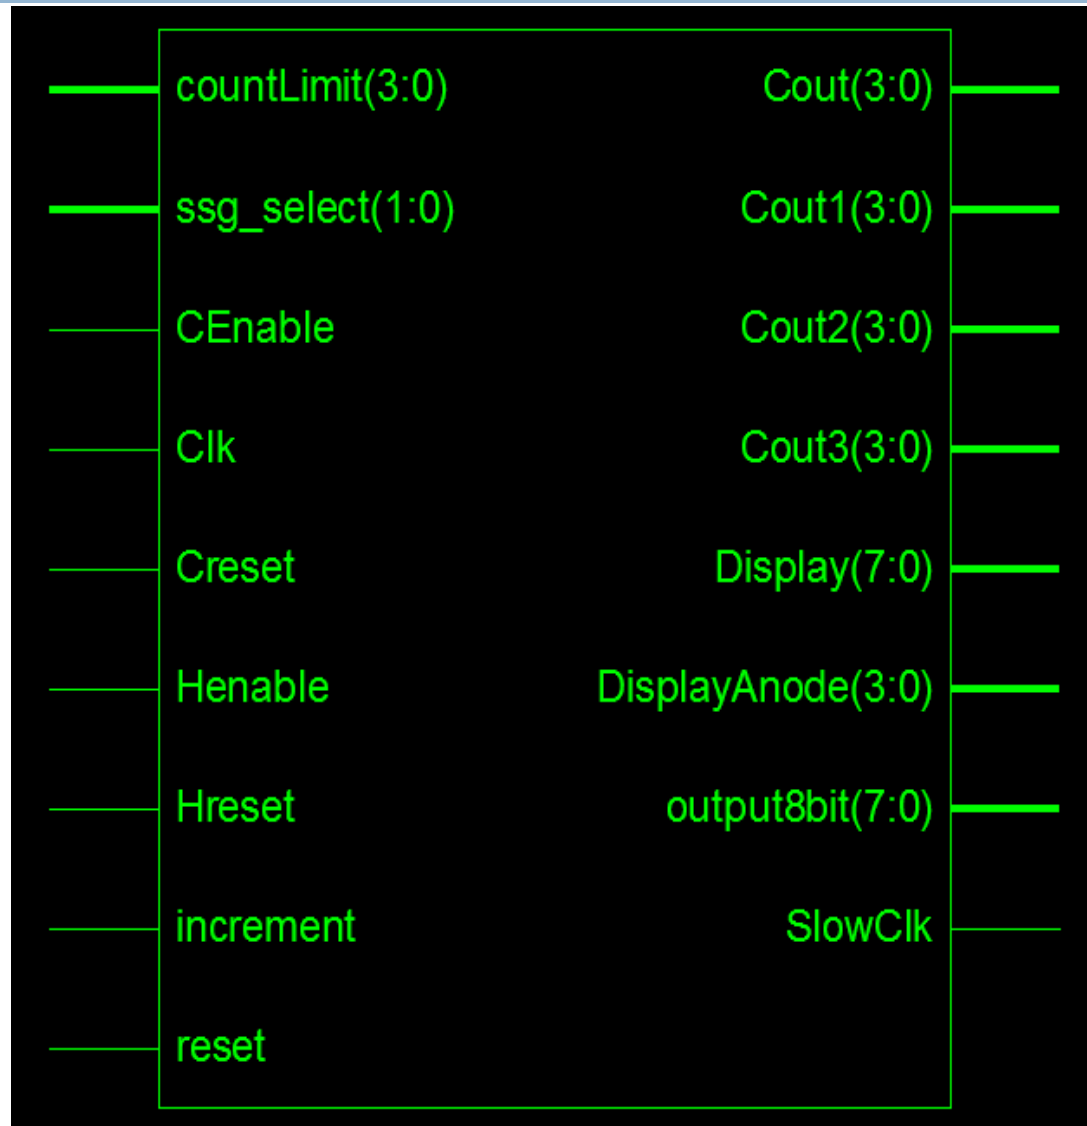 countLimit(3:0)
Cout(3:0)
ssg_select(1:0)
Cout1(3:0)
CEnable
Cout2(3:0)
Clk
Cout3(3:0)
Creset
Display(7:0)
Henable
DisplayAnode(3:0)
Hreset
output8bit(7:0)
increment
SlowClk
reset